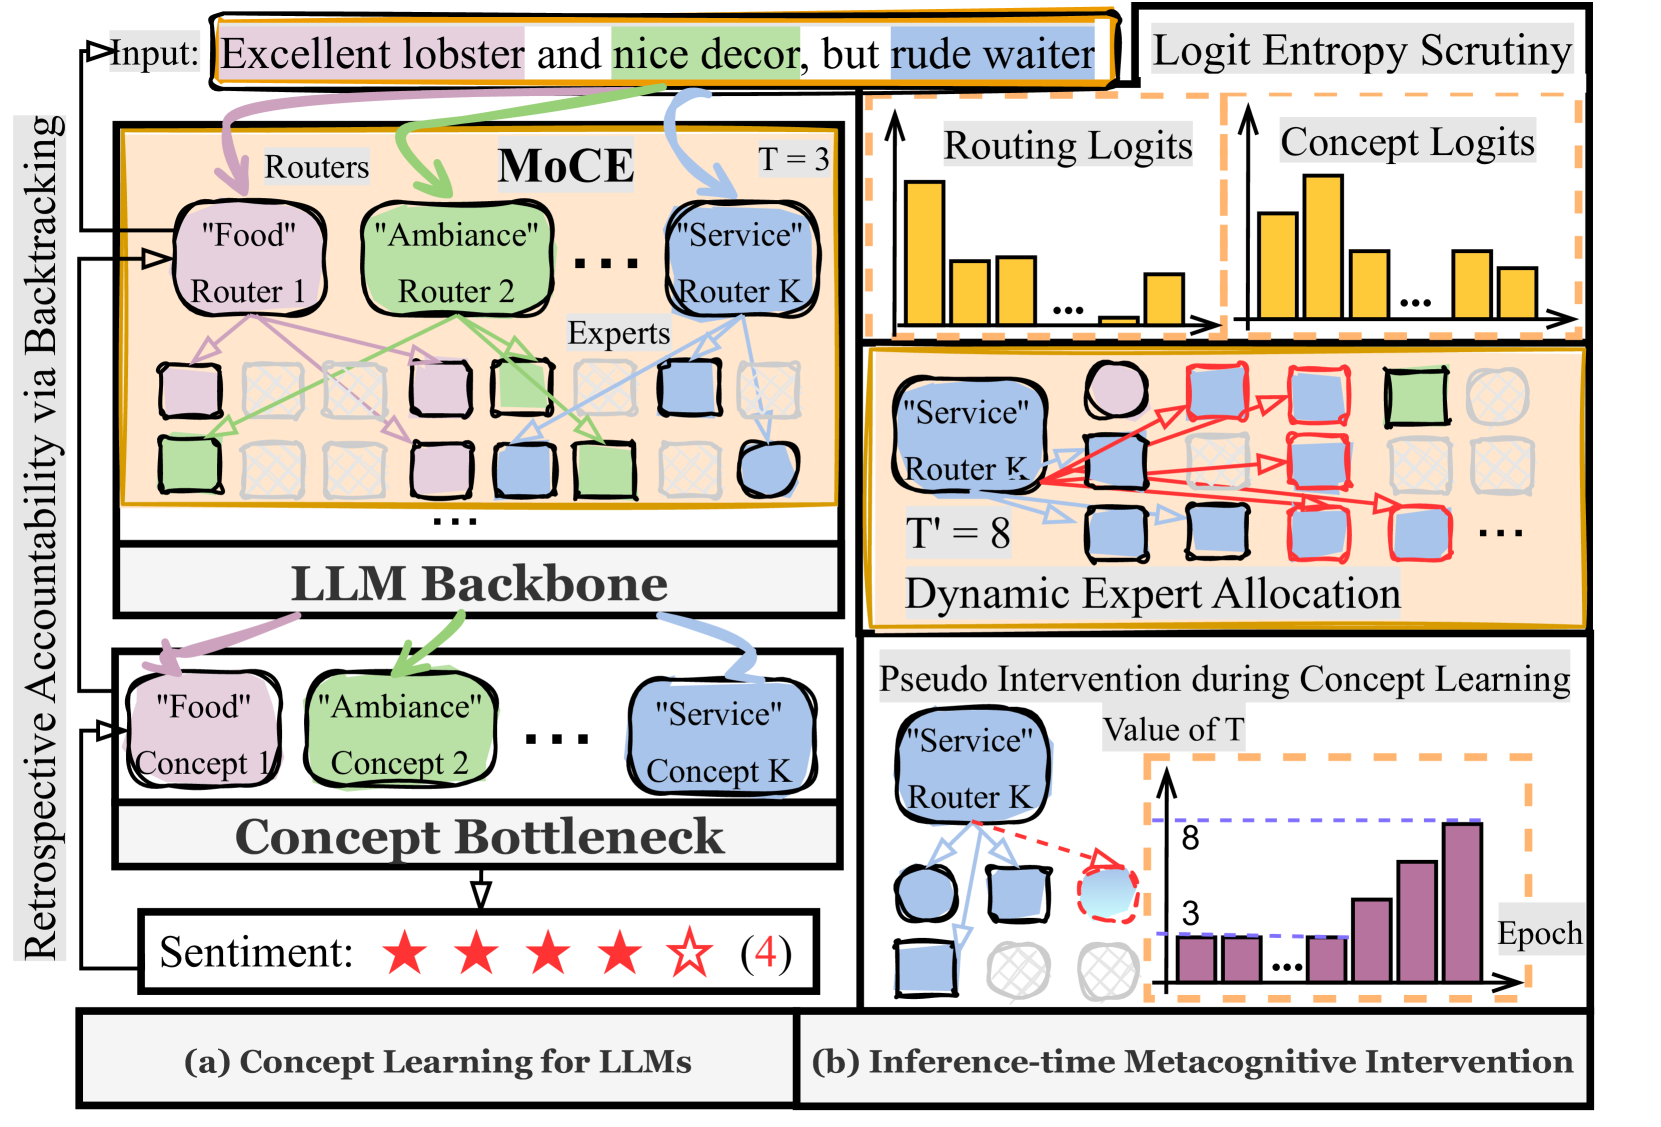 Input: Excellent lobster and nice decor, but rude waiter
Retrospective Accountability via Backtracking
Routers
MoCE
T = 3
"Food"
Router 1
"Ambiance"
Router 2
...
"Service"
Router K
Experts
...
LLM Backbone
"Food"
Concept 1
"Ambiance"
Concept 2
...
"Service"
Concept K
Concept Bottleneck
Sentiment: (4)
(a) Concept Learning for LLMs
Logit Entropy Scrutiny
Routing Logits
...
Concept Logits
...
"Service"
Router K
T' = 8
...
Dynamic Expert Allocation
Pseudo Intervention during Concept Learning
"Service"
Router K
Value of T
8
3
...
Epoch
(b) Inference-time Metacognitive Intervention